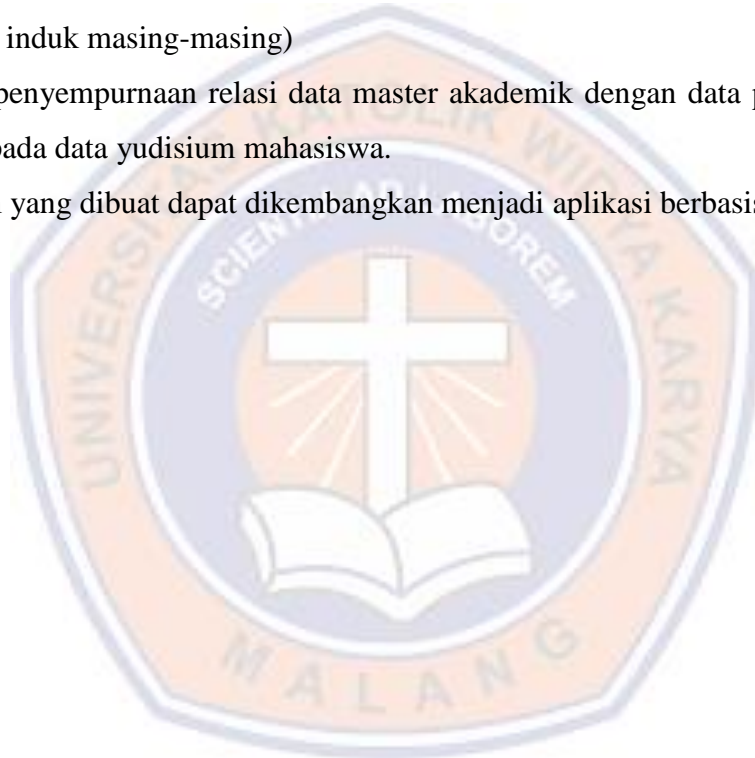 induk masing-masing)
penyempurnaan relasi data master akademik dengan data
pada data yudisium mahasiswa.
yang dibuat dapat dikembangkan menjadi aplikasi berbasis
UNIVERSITAS KATOLIK WIDYA KARYA
SCIENTIA AD LABOREM
MALANG